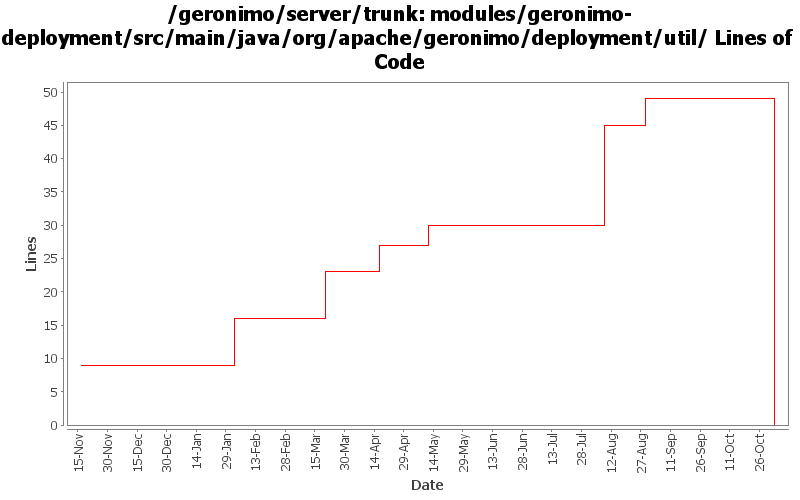 /geronimo/server/trunk: modules/geronimo-
deployment/src/main/java/org/apache/geronimo/deployment/util/ Lines of
Code
50
45
40
35
30
25
20
15
10
5
0
Lines
15-Nov
30-Nov
15-Dec
30-Dec
14-Jan
29-Jan
13-Feb
28-Feb
15-Mar
30-Mar
14-Apr
29-Apr
14-May
29-May
13-Jun
28-Jun
13-Jul
28-Jul
12-Aug
27-Aug
11-Sep
26-Sep
11-Oct
26-Oct
Date